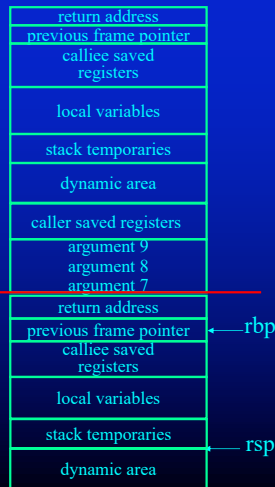 return address
previous frame pointer
calliee saved
registers
local variables
stack temporaries
dynamic area
caller saved registers
argument 9
argument 8
argument 7
return address
previous frame pointer
rbp
calliee saved
registers
local variables
stack temporaries
rsp
dynamic area